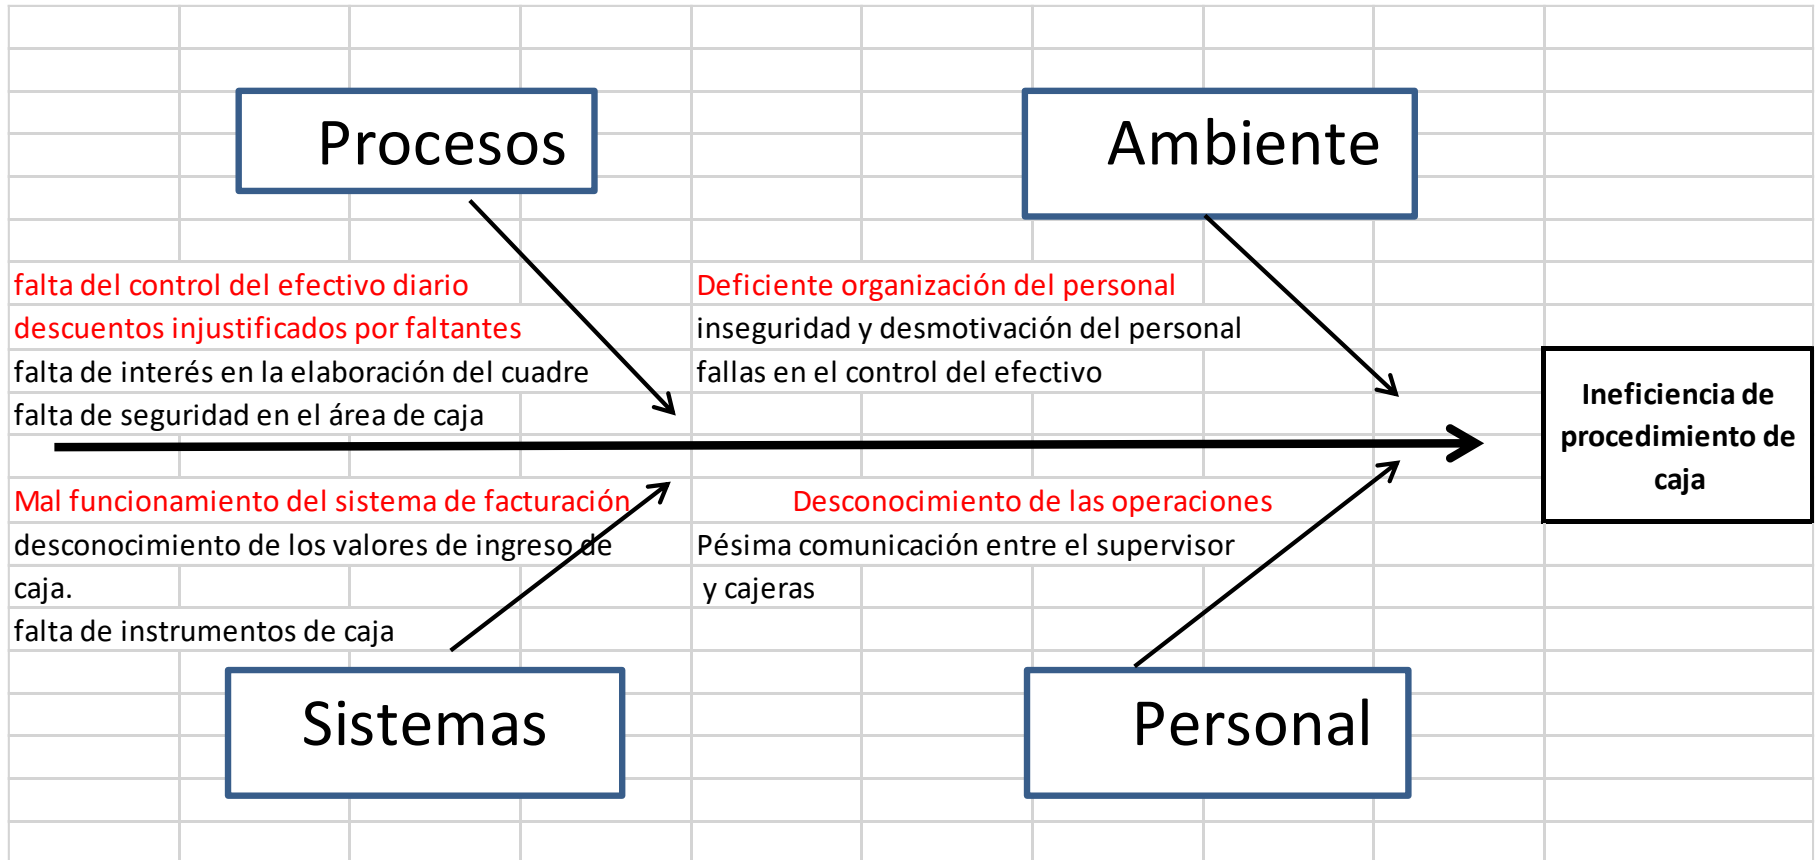 Procesos
Ambiente
falta del control del efectivo diario
descuentos injustificados por faltantes
falta de interés en la elaboración del cuadre
falta de seguridad en el área de caja
Deficiente organización del personal
inseguridad y desmotivación del personal
fallas en el control del efectivo
Ineficiencia de
procedimiento de
caja
Mal funcionamiento del sistema de facturación
desconocimiento de los valores de ingreso de
caja.
falta de instrumentos de caja
Desconocimiento de las operaciones
Pésima comunicación entre el supervisor
y cajeras
Sistemas
Personal